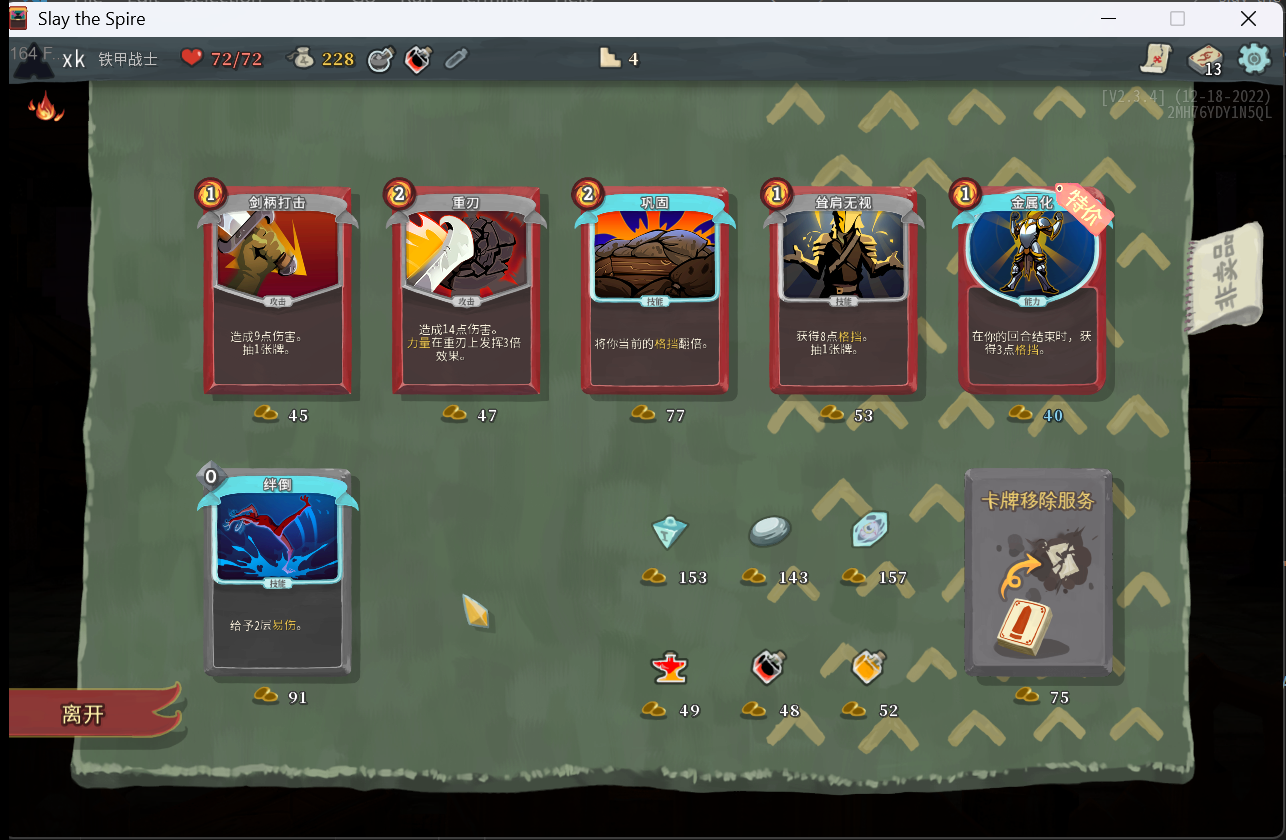 Slay the Spire
164 F
xk 铁甲战士 72/72 228 4 13
[V2.3.4] (12-18-2022)
2MH76YDY1N5QL
1 剑柄打击
攻击
造成9点伤害。
抽1张牌。
45
2 重刃
攻击
造成14点伤害。
力量在重刃上发挥3倍
效果。
47
2 巩固
技能
将你当前的格挡翻倍。
77
1 耸肩无视
技能
获得8点格挡。
抽1张牌。
53
1 金属化
特价
能力
在你的回合结束时，获
得3点格挡。
40
非卖品
0 绊倒
技能
给予2层易伤。
91
153 143 157
49 48 52
卡牌移除服务
75
离开